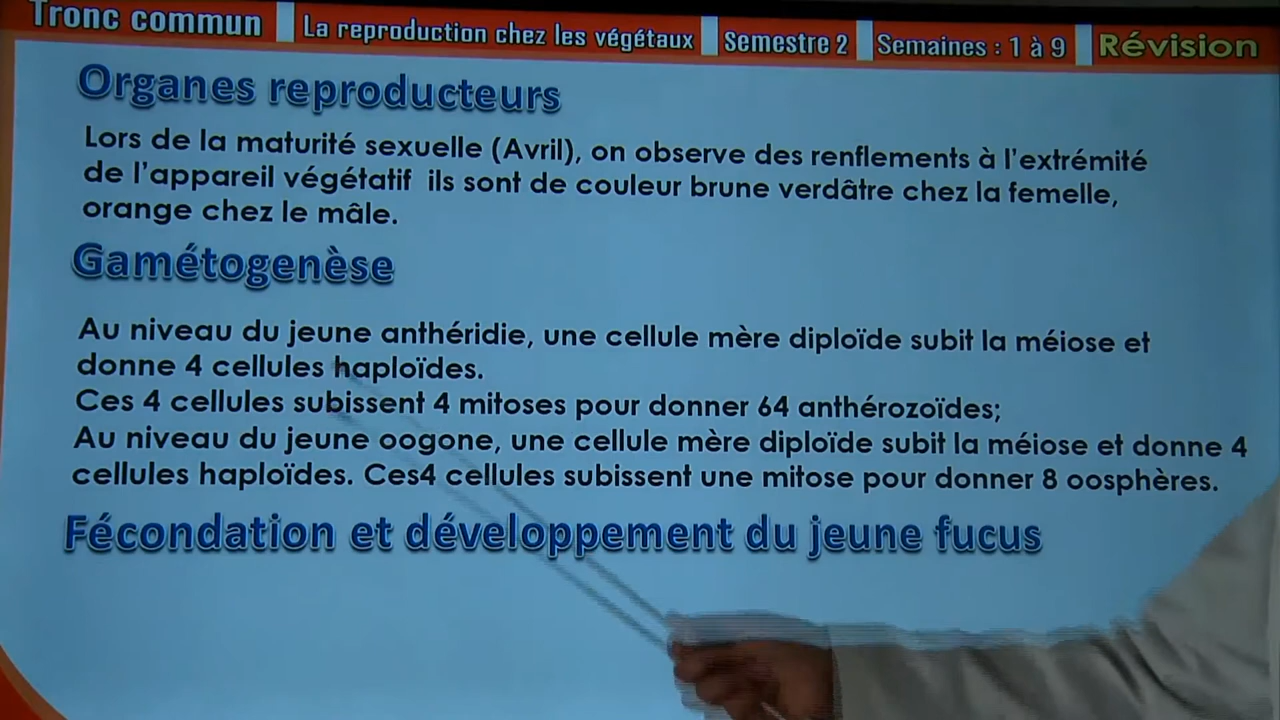 Tronc commun La reproduction chez les végétaux Semestre 2 Semaines : 1 à 9 Révision
Organes reproducteurs
Lors de la maturité sexuelle (Avril), on observe des renflements à l'extrémité
de l'appareil végétatif ils sont de couleur brune verdâtre chez la femelle,
orange chez le mâle.
Gamétogenèse
Au niveau du jeune anthéridie, une cellule mère diploïde subit la méiose et
donne 4 cellules haploïdes.
Ces 4 cellules subissent 4 mitoses pour donner 64 anthérozoïdes;
Au niveau du jeune oogone, une cellule mère diploïde subit la méiose et donne 4
cellules haploïdes. Ces4 cellules subissent une mitose pour donner 8 oosphères.
Fécondation et développement du jeune fucus